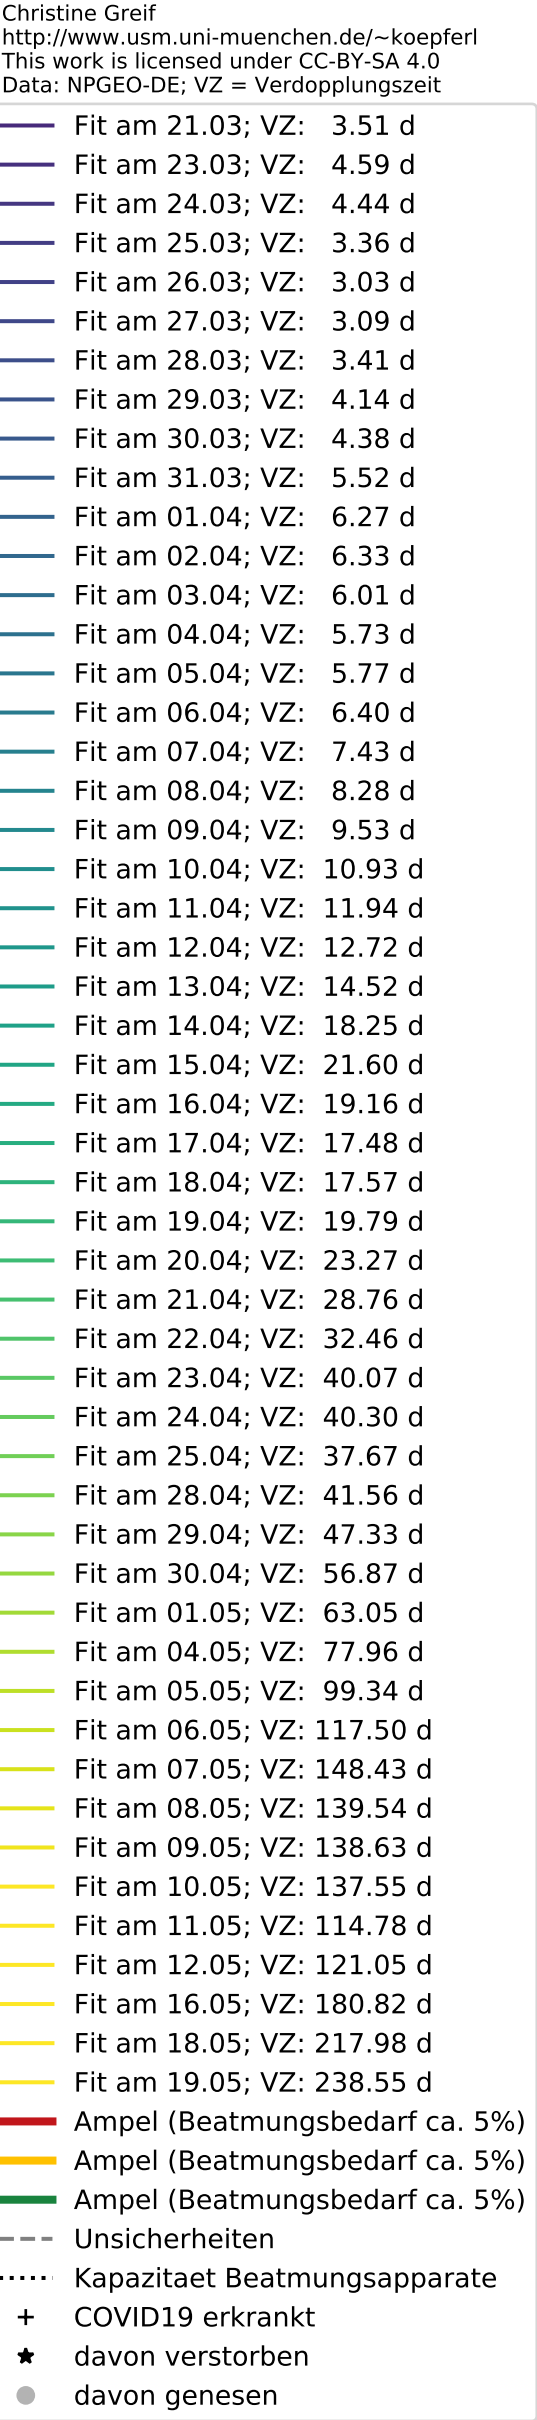 Christine Greif
http://www.usm.uni-muenchen.de/~koepferl
This work is licensed under CC-BY-SA 4.0
Data: NPGEO-DE; VZ = Verdopplungszeit
Fit am 21.03; VZ: 3.51 d
Fit am 23.03; VZ: 4.59 d
Fit am 24.03; VZ: 4.44 d
Fit am 25.03; VZ: 3.36 d
Fit am 26.03; VZ: 3.03 d
Fit am 27.03; VZ: 3.09 d
Fit am 28.03; VZ: 3.41 d
Fit am 29.03; VZ: 4.14 d
Fit am 30.03; VZ: 4.38 d
Fit am 31.03; VZ: 5.52 d
Fit am 01.04; VZ: 6.27 d
Fit am 02.04; VZ: 6.33 d
Fit am 03.04; VZ: 6.01 d
Fit am 04.04; VZ: 5.73 d
Fit am 05.04; VZ: 5.77 d
Fit am 06.04; VZ: 6.40 d
Fit am 07.04; VZ: 7.43 d
Fit am 08.04; VZ: 8.28 d
Fit am 09.04; VZ: 9.53 d
Fit am 10.04; VZ: 10.93 d
Fit am 11.04; VZ: 11.94 d
Fit am 12.04; VZ: 12.72 d
Fit am 13.04; VZ: 14.52 d
Fit am 14.04; VZ: 18.25 d
Fit am 15.04; VZ: 21.60 d
Fit am 16.04; VZ: 19.16 d
Fit am 17.04; VZ: 17.48 d
Fit am 18.04; VZ: 17.57 d
Fit am 19.04; VZ: 19.79 d
Fit am 20.04; VZ: 23.27 d
Fit am 21.04; VZ: 28.76 d
Fit am 22.04; VZ: 32.46 d
Fit am 23.04; VZ: 40.07 d
Fit am 24.04; VZ: 40.30 d
Fit am 25.04; VZ: 37.67 d
Fit am 28.04; VZ: 41.56 d
Fit am 29.04; VZ: 47.33 d
Fit am 30.04; VZ: 56.87 d
Fit am 01.05; VZ: 63.05 d
Fit am 04.05; VZ: 77.96 d
Fit am 05.05; VZ: 99.34 d
Fit am 06.05; VZ: 117.50 d
Fit am 07.05; VZ: 148.43 d
Fit am 08.05; VZ: 139.54 d
Fit am 09.05; VZ: 138.63 d
Fit am 10.05; VZ: 137.55 d
Fit am 11.05; VZ: 114.78 d
Fit am 12.05; VZ: 121.05 d
Fit am 16.05; VZ: 180.82 d
Fit am 18.05; VZ: 217.98 d
Fit am 19.05; VZ: 238.55 d
Ampel (Beatmungsbedarf ca. 5%)
Ampel (Beatmungsbedarf ca. 5%)
Ampel (Beatmungsbedarf ca. 5%)
Unsicherheiten
Kapazitaet Beatmungsapparate
COVID19 erkrankt
davon verstorben
davon genesen